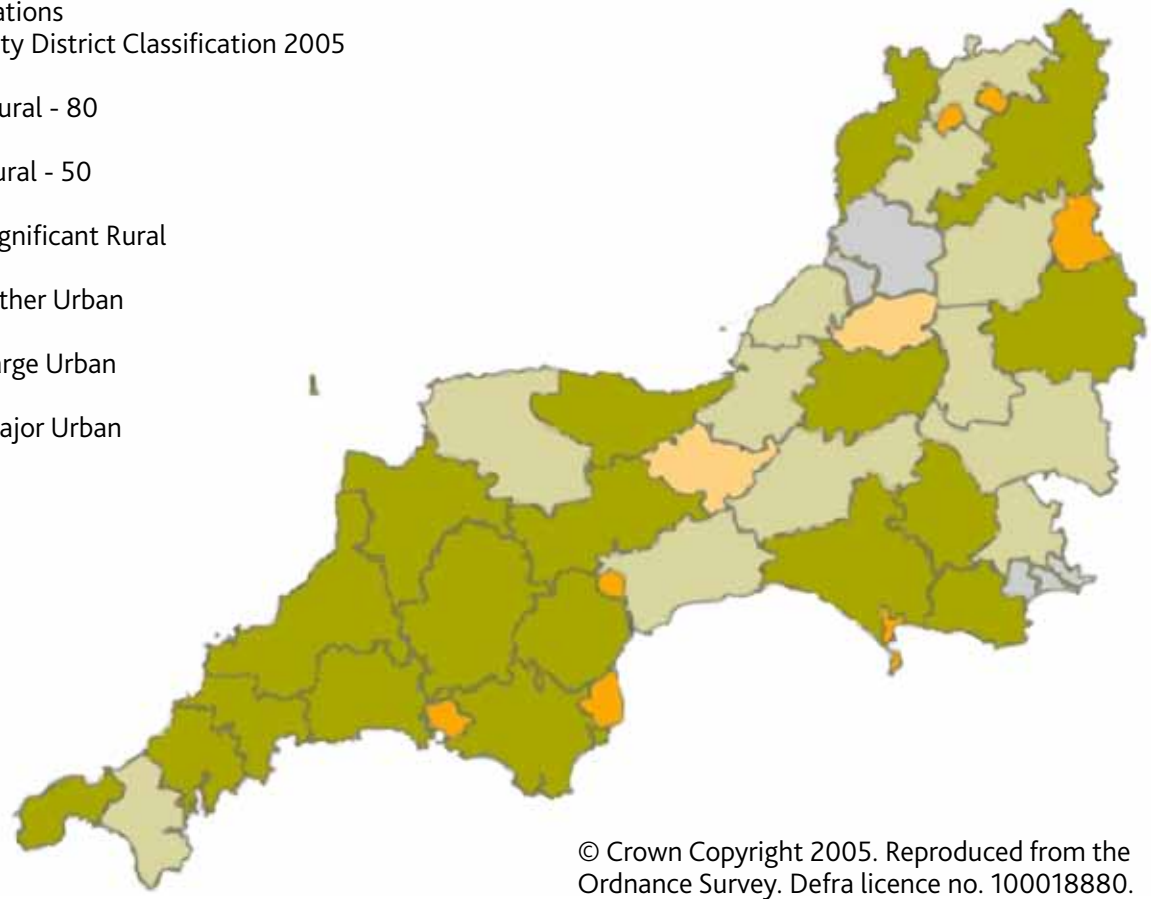 ations
ty District Classification 2005
ural - 80
ural - 50
gnificant Rural
ther Urban
arge Urban
ajor Urban
© Crown Copyright 2005. Reproduced from the
Ordnance Survey. Defra licence no. 100018880.